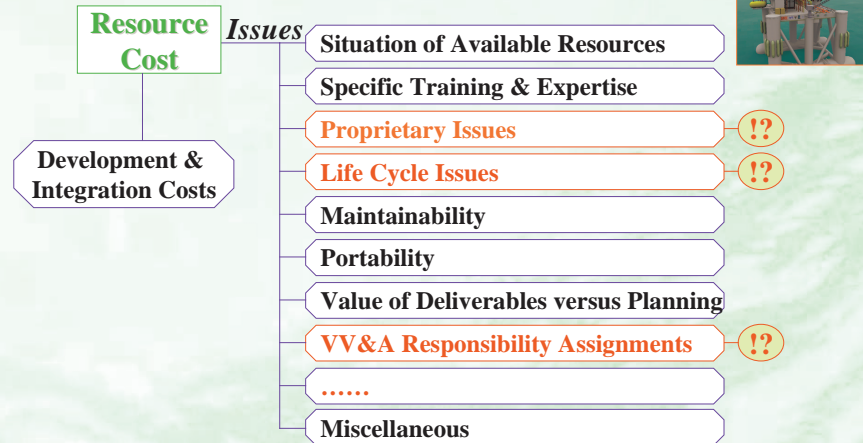 Resource
Cost
Issues
Situation of Available Resources
Specific Training & Expertise
Proprietary Issues
!?
Life Cycle Issues
!?
Development &
Integration Costs
Maintainability
Portability
Value of Deliverables versus Planning
VV&A Responsibility Assignments
!?
......
Miscellaneous